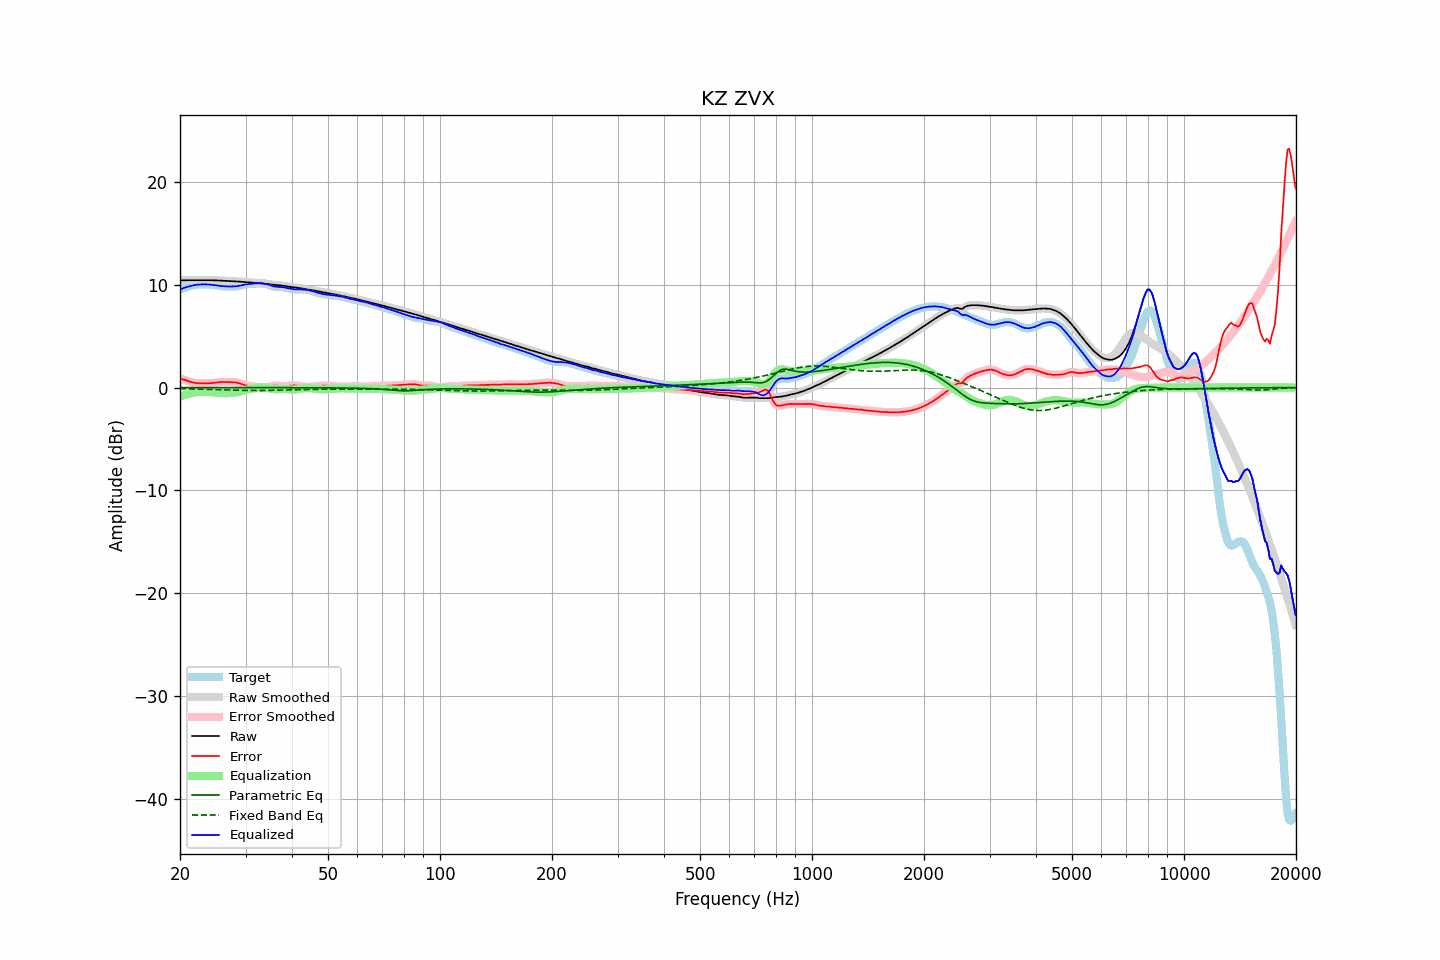 KZ ZVX
Amplitude (dBr)
20
10
0
−10
−20
−30
−40
Target
Raw Smoothed
Error Smoothed
Raw
Error
Equalization
Parametric Eq
Fixed Band Eq
Equalized
20 50 100 200 500 1000 2000 5000 10000 20000
Frequency (Hz)